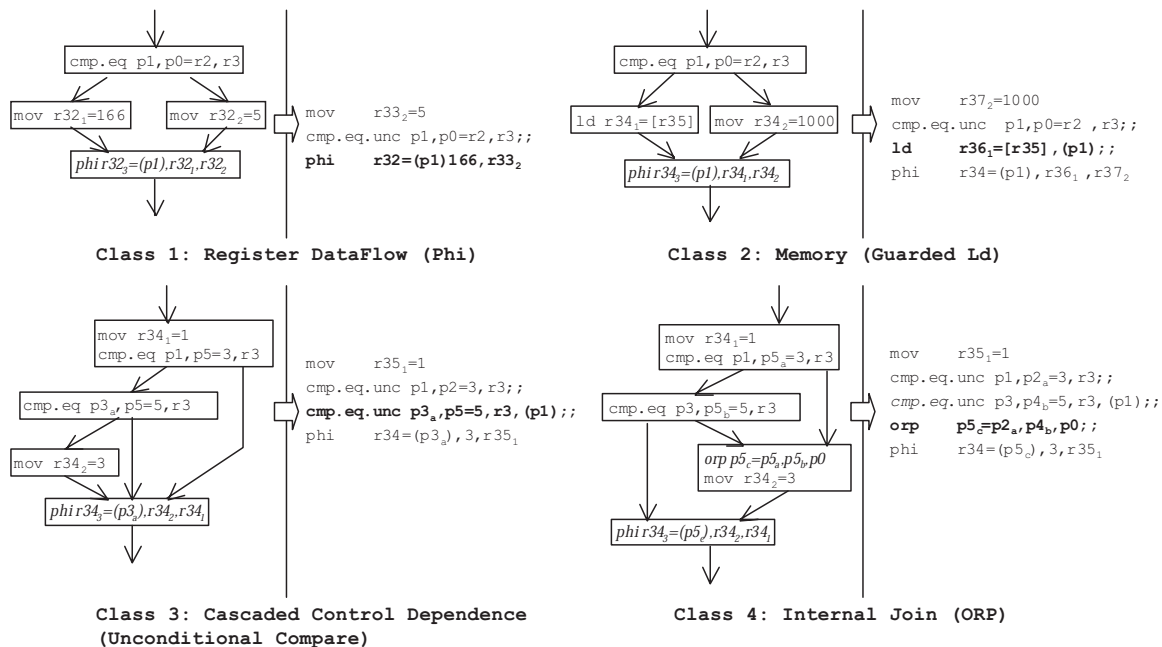 cmp.eq p1,p0=r2,r3
mov r32₁=166
mov r32₂=5
phi r32₃=(p1),r32₁,r32₂
mov r33₂=5
cmp.eq.unc p1,p0=r2,r3;;
phi r32=(p1)166,r33₂
Class 1: Register DataFlow (Phi)
cmp.eq p1,p0=r2,r3
ld r34₁=[r35]
mov r34₂=1000
phi r34₃=(p1),r34₁,r34₂
mov r37₂=1000
cmp.eq.unc p1,p0=r2 ,r3;;
ld r36₁=[r35],(p1);;
phi r34=(p1),r36₁,r37₂
Class 2: Memory (Guarded Ld)
mov r34₁=1
cmp.eq p1,p5=3,r3
cmp.eq p3ₐ,p5=5,r3
mov r34₂=3
phi r34₃=(p3ₐ),r34₂,r34₁
mov r35₁=1
cmp.eq.unc p1,p2=3,r3;;
cmp.eq.unc p3ₐ,p5=5,r3,(p1);;
phi r34=(p3ₐ),3,r35₁
Class 3: Cascaded Control Dependence
(Unconditional Compare)
mov r34₁=1
cmp.eq p1,p5ₐ=3,r3
cmp.eq p3,p5_b=5,r3
orp p5_c=p5ₐ,p5_b,p0
mov r34₂=3
phi r34₃=(p5_c),r34₂,r34₁
mov r35₁=1
cmp.eq.unc p1,p2ₐ=3,r3;;
cmp.eq.unc p3,p4_b=5,r3,(p1);;
orp p5_c=p2ₐ,p4_b,p0;;
phi r34=(p5_c),3,r35₁
Class 4: Internal Join (ORP)